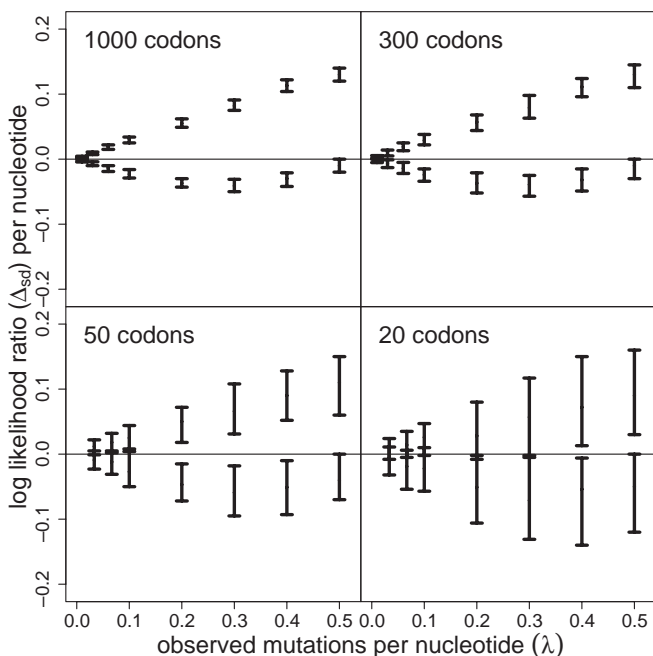 1000 codons
300 codons
0.2
0.1
0.0
−0.1
−0.2
50 codons
20 codons
0.2
0.1
0.0
−0.1
−0.2
log likelihood ratio (Δsd) per nucleotide
0.0 0.1 0.2 0.3 0.4 0.5
0.0 0.1 0.2 0.3 0.4 0.5
observed mutations per nucleotide (λ)